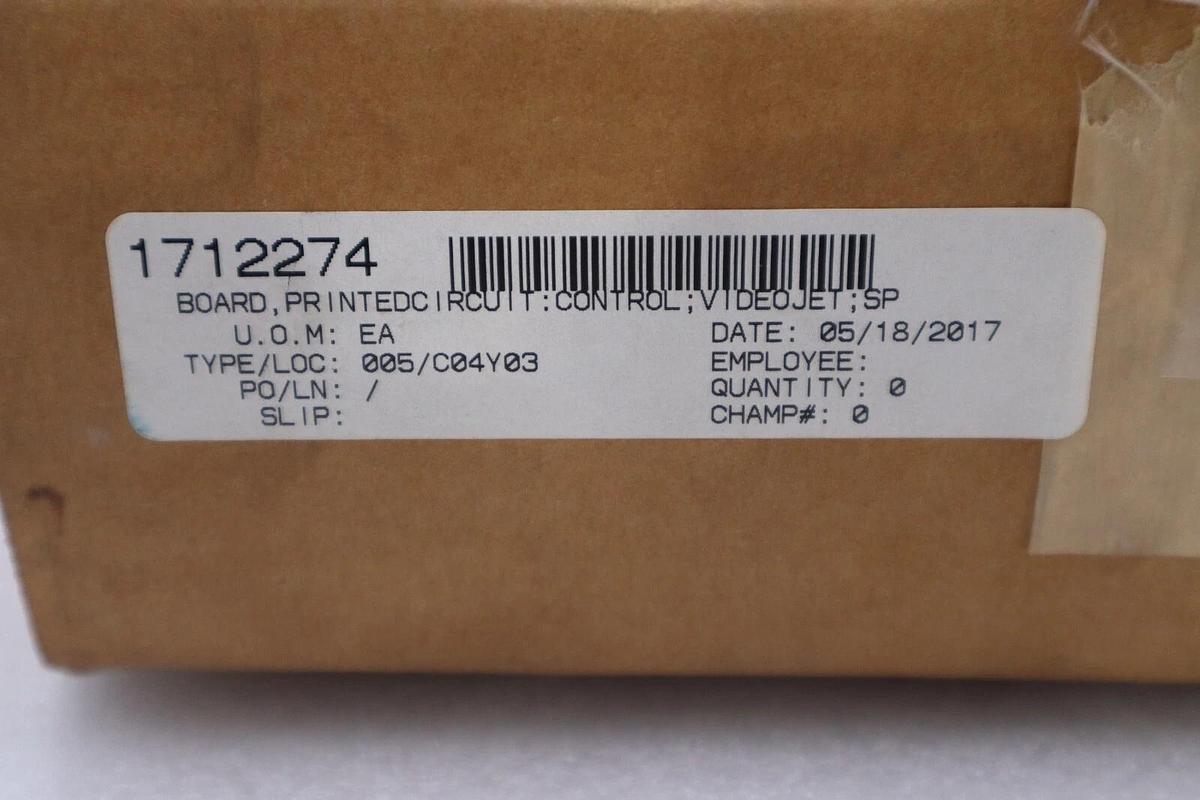 1712274
BOARD,PRINTEDCIRCUIT:CONTROL;VIDEOJET;SP
U.O.M: EA DATE: 05/18/2017
TYPE/LOC: 005/C04Y03 EMPLOYEE:
PO/LN: / QUANTITY: 0
SLIP: CHAMP#: 0